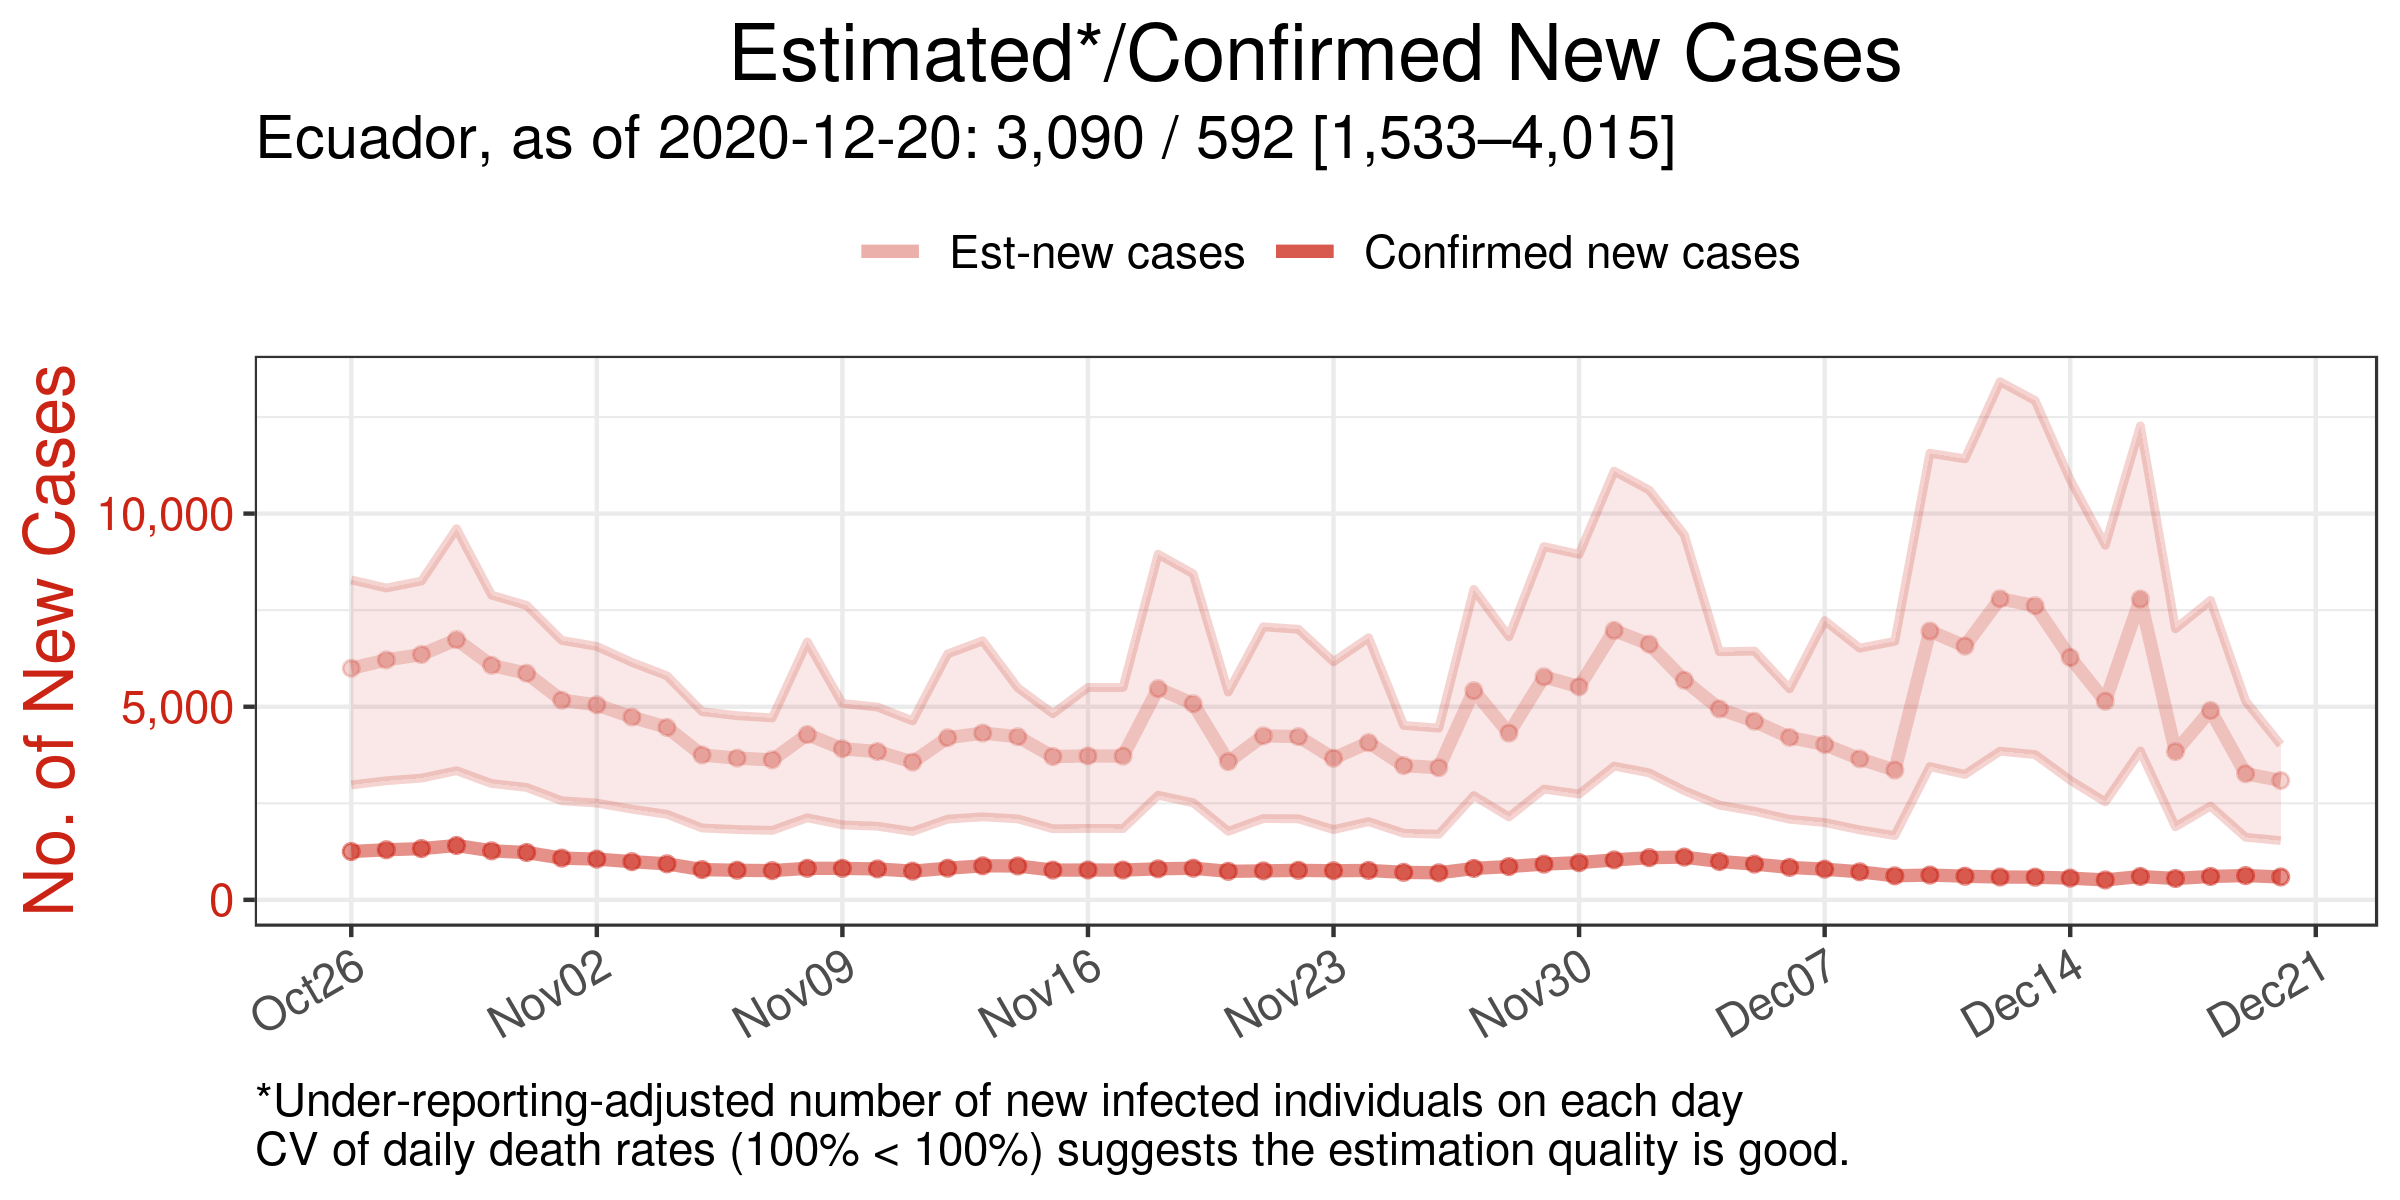 Estimated*/Confirmed New Cases
Ecuador, as of 2020-12-20: 3,090 / 592 [1,533–4,015]
Est-new cases Confirmed new cases
No. of New Cases
10,000
5,000
0
Oct26 Nov02 Nov09 Nov16 Nov23 Nov30 Dec07 Dec14 Dec21
*Under-reporting-adjusted number of new infected individuals on each day
CV of daily death rates (100% < 100%) suggests the estimation quality is good.